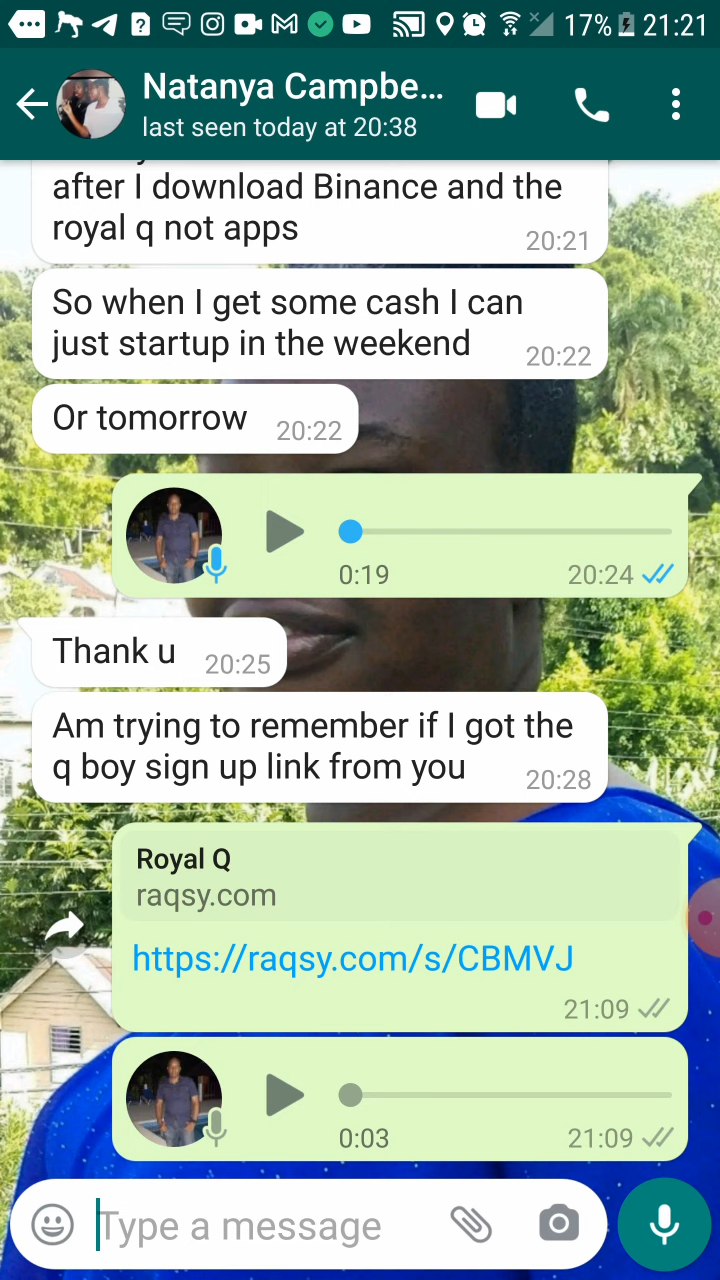 17% 21:21
Natanya Campbe...
last seen today at 20:38
after I download Binance and the
royal q not apps
20:21
So when I get some cash I can
just startup in the weekend
20:22
Or tomorrow
20:22
0:19
20:24
Thank u
20:25
Am trying to remember if I got the
q boy sign up link from you
20:28
Royal Q
raqsy.com
https://raqsy.com/s/CBMVJ
21:09
0:03
21:09
Type a message